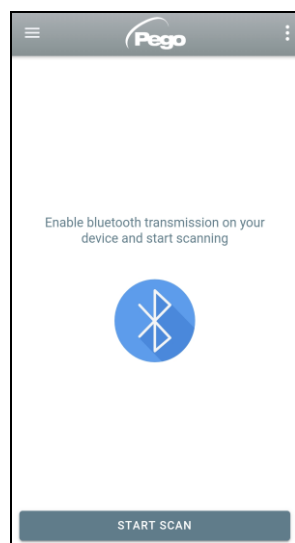 Pego
Enable bluetooth transmission on your
device and start scanning
START SCAN